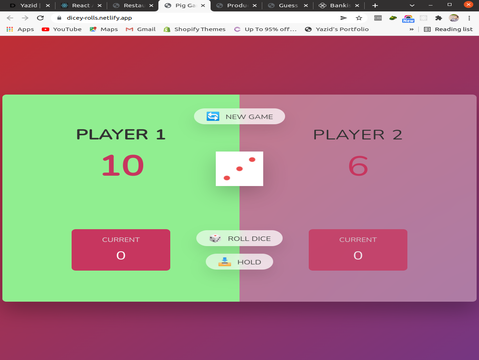 Yazid
React
Resta
Pig Ga
Produ
Guess
Bankin
dicey-rolls.netlify.app
Apps
YouTube
Maps
Gmail
Shopify Themes
Up To 95% off...
Yazid's Portfolio
»
Reading list
NEW GAME
PLAYER 1
PLAYER 2
10
6
ROLL DICE
HOLD
CURRENT
0
CURRENT
0